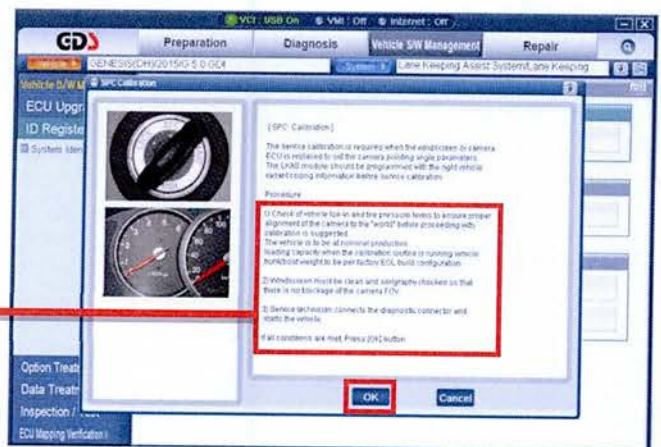 VCI : USB On VMI : Off Internet : Off
GDS
Preparation
Diagnosis
Vehicle S/W Management
Repair
Vehicle
GENESIS(DH)/2015/G 5.0 GDI
System
Lane Keeping Assist System/Lane Keeping
Vehicle S/W M
SPC Calibration
ECU Upgr
ID Registe
System Iden
[ SPC Calibration ]
The service calibration is required when the windscreen or camera
ECU is replaced to set the camera pointing angle parameters.
The LKAS module should be programmed with the right vehicle
variant coding information before service calibration.
Procedure
1) Check of vehicle toe-in and tire pressure levels to ensure proper
alignment of the camera to the "world" before proceeding with
calibration is suggested.
The vehicle is to be at nominal production
loading capacity when the calibration routine is running vehicle
trunk/boot weight to be per factory EOL build configuration.
2) Windscreen must be clean and serigraphy checked so that
there is no blockage of the camera FOV.
3) Service technician connects the diagnostic connector and
starts the vehicle.
If all conditions are met, Press [OK] button.
OK
Cancel
Option Treatm
Data Treatm
Inspection /
ECU Mapping Verification